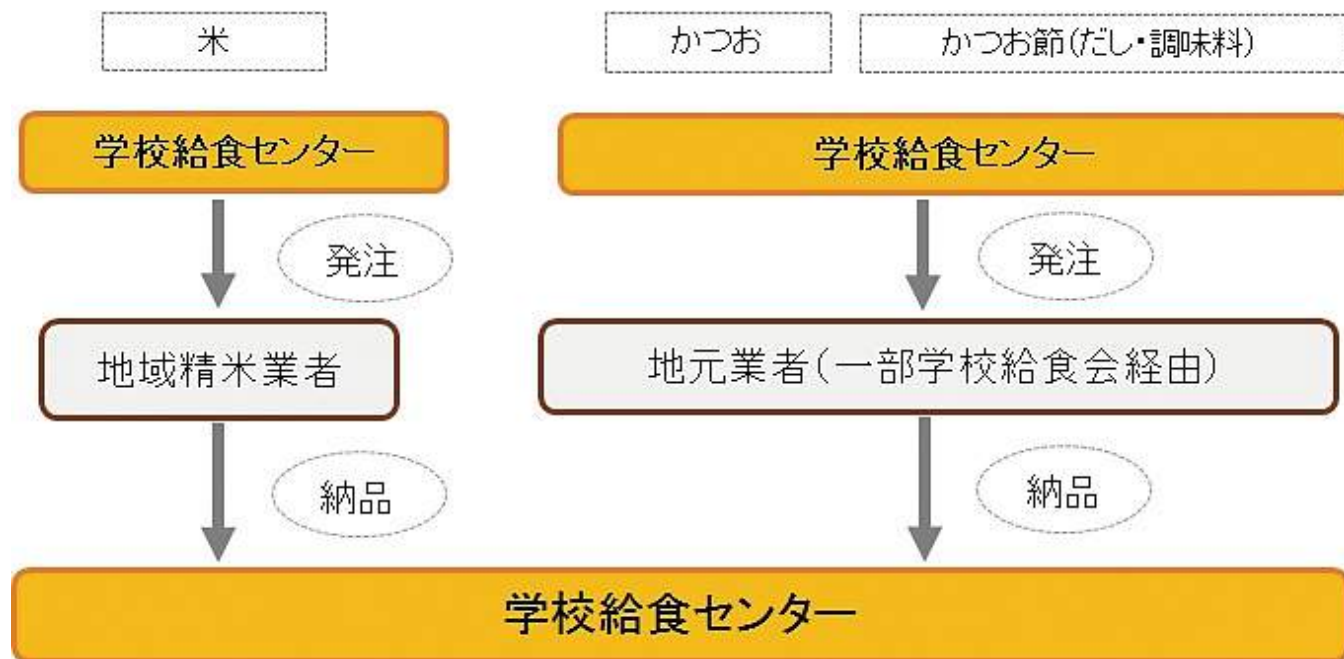 米
かつお
かつお節(だし・調味料)
学校給食センター
学校給食センター
発注
発注
地域精米業者
地元業者(一部学校給食会経由)
納品
納品
学校給食センター